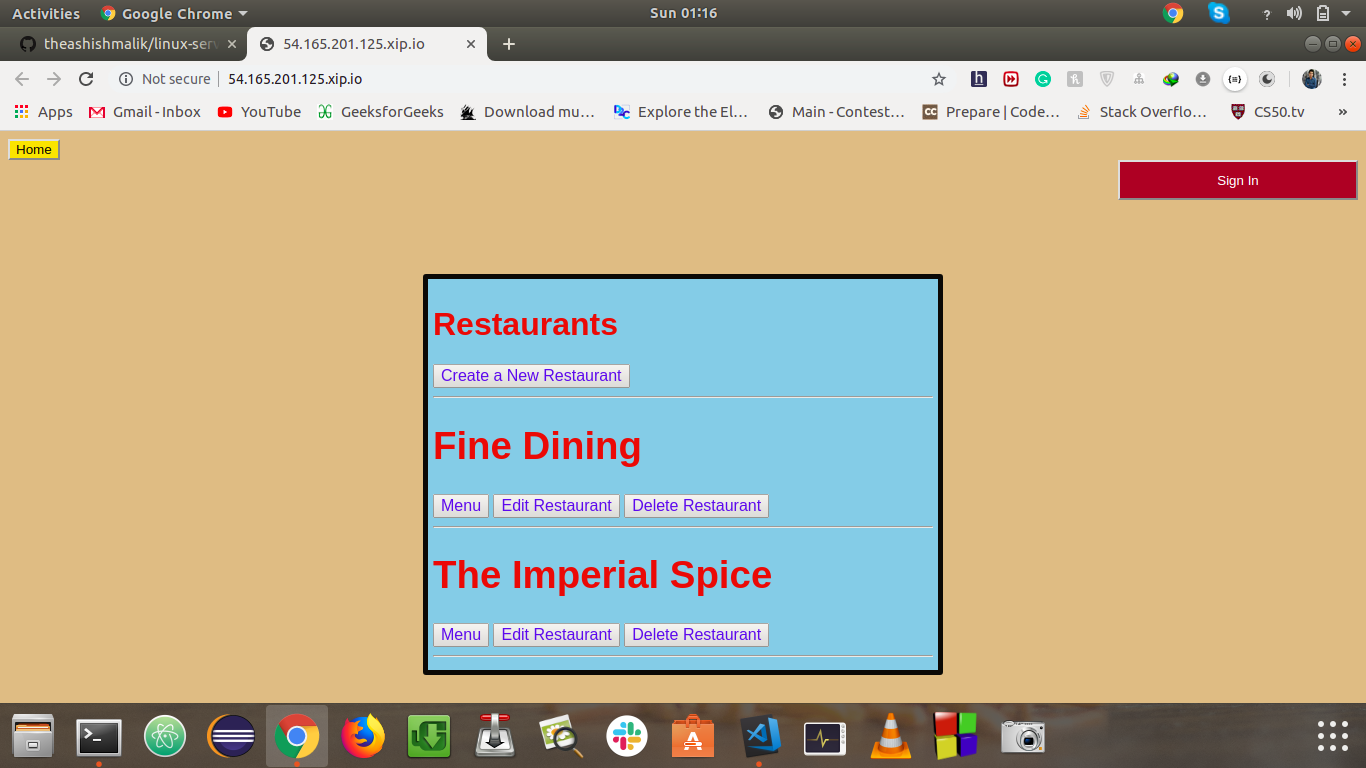 Activities Google Chrome Sun 01:16 ?
theashishmalik/linux-serv 54.165.201.125.xip.io
Not secure 54.165.201.125.xip.io
Apps Gmail - Inbox YouTube GeeksforGeeks Download mu… Explore the El… Main - Contest… CC Prepare | Code… Stack Overflo… CS50.tv »
Home
Sign In
Restaurants
Create a New Restaurant
Fine Dining
Menu Edit Restaurant Delete Restaurant
The Imperial Spice
Menu Edit Restaurant Delete Restaurant